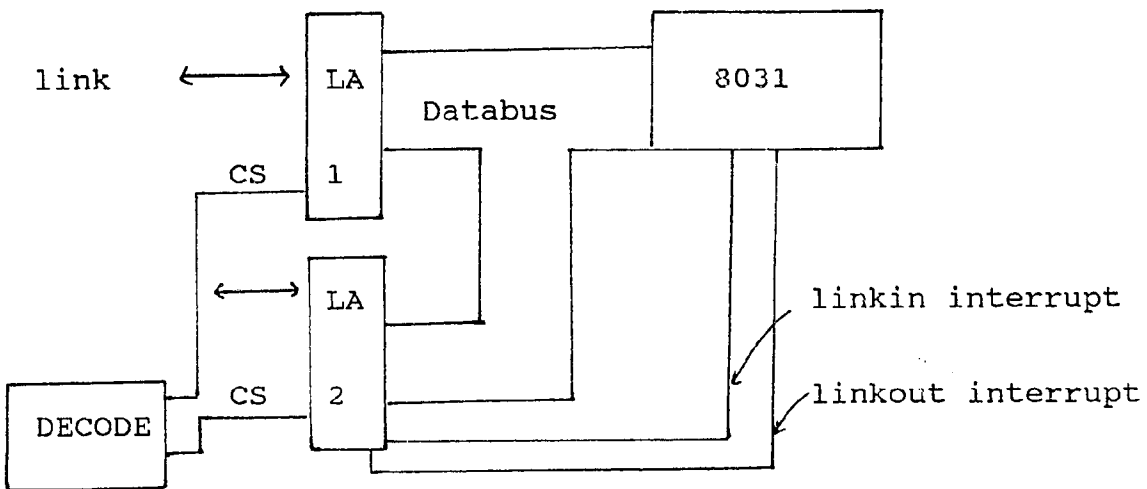 link
LA
1
8031
Databus
CS
LA
2
linkin interrupt
CS
linkout interrupt
DECODE